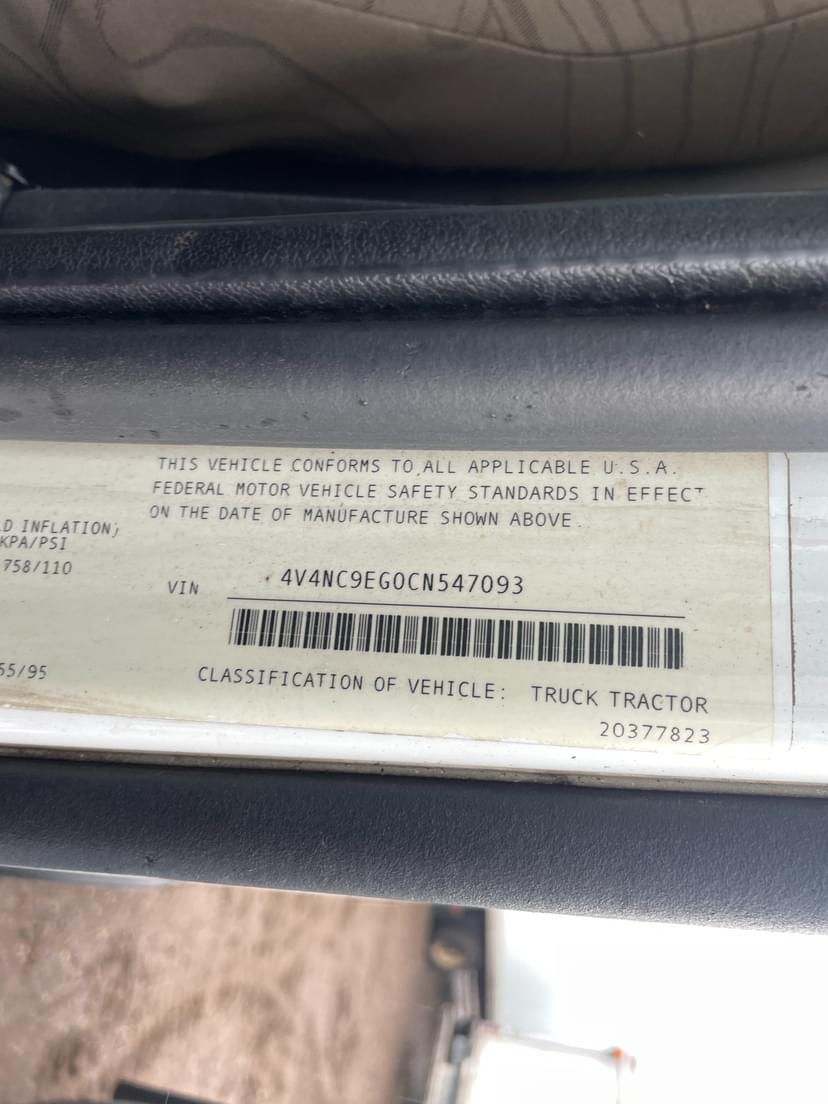 THIS VEHICLE CONFORMS TO ALL APPLICABLE U.S.A.
FEDERAL MOTOR VEHICLE SAFETY STANDARDS IN EFFECT
ON THE DATE OF MANUFACTURE SHOWN ABOVE.
D INFLATION,
KPA/PSI
758/110
VIN 4V4NC9EG0CN547093
55/95
CLASSIFICATION OF VEHICLE: TRUCK TRACTOR
20377823